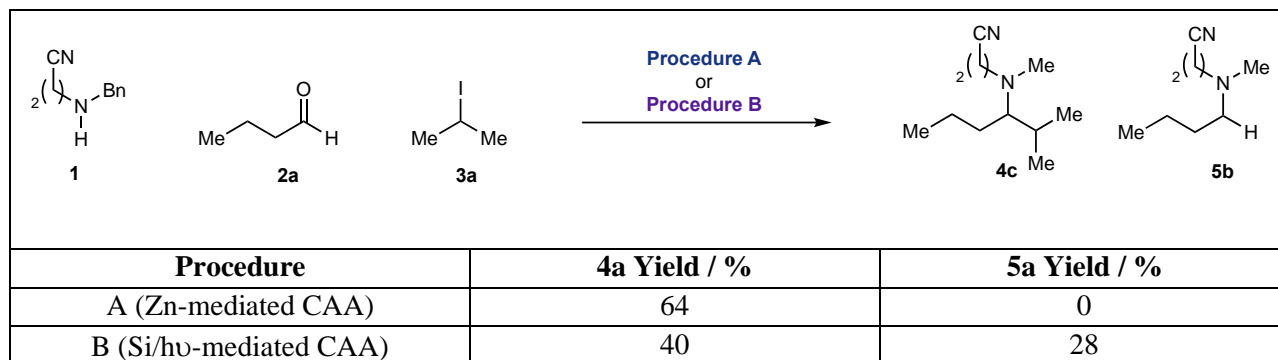 CN
2
N
Bn
H
1
O
Me
H
2a
I
Me Me
3a
Procedure A
or
Procedure B
CN
2
N
Me
Me
Me
Me
4c
CN
2
N
Me
Me
H
5b
Procedure 4a Yield / % 5a Yield / %
A (Zn-mediated CAA) 64 0
B (Si/hυ-mediated CAA) 40 28